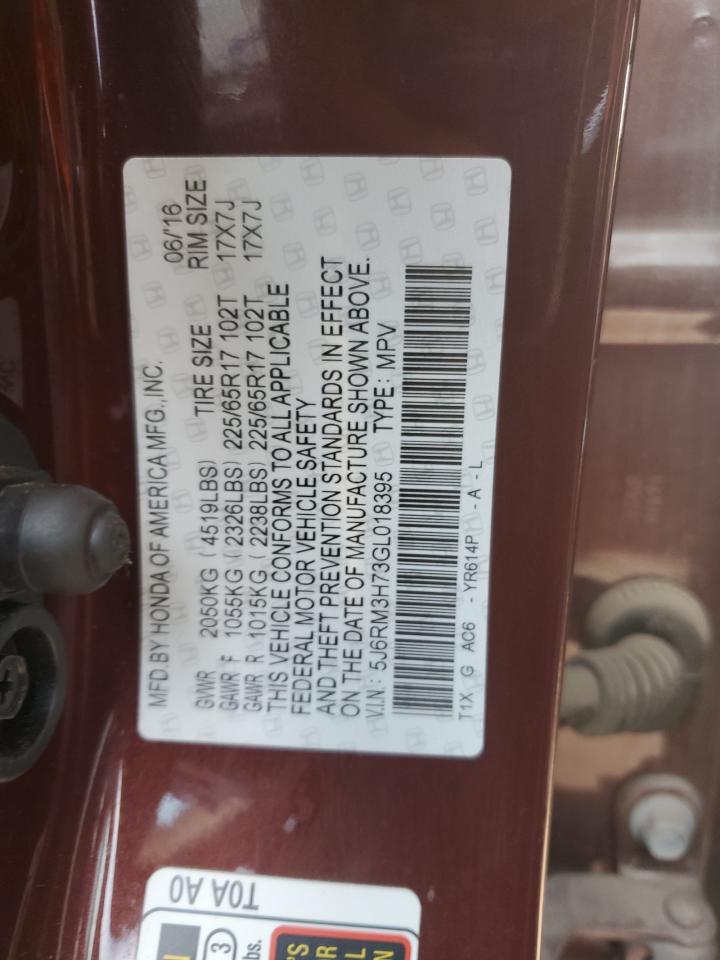 MFD.BY HONDA OF AMERICA MFG.,INC. 06/'16
GVWR 2050KG (4519LBS) TIRE SIZE RIM SIZE
GAWR F 1055KG (2326LBS) 225/65R17 102T 17X7J
GAWR R 1015KG (2238LBS) 225/65R17 102T 17X7J
THIS VEHICLE CONFORMS TO ALL APPLICABLE
FEDERAL MOTOR VEHICLE SAFETY
AND THEFT PREVENTION STANDARDS IN EFFECT
ON THE DATE OF MANUFACTURE SHOWN ABOVE.
V.I.N.: 5J6RM3H73GL018395 TYPE: MPV
T1X G AC6 - YR614P - A - L
T0A A0
3
bs.